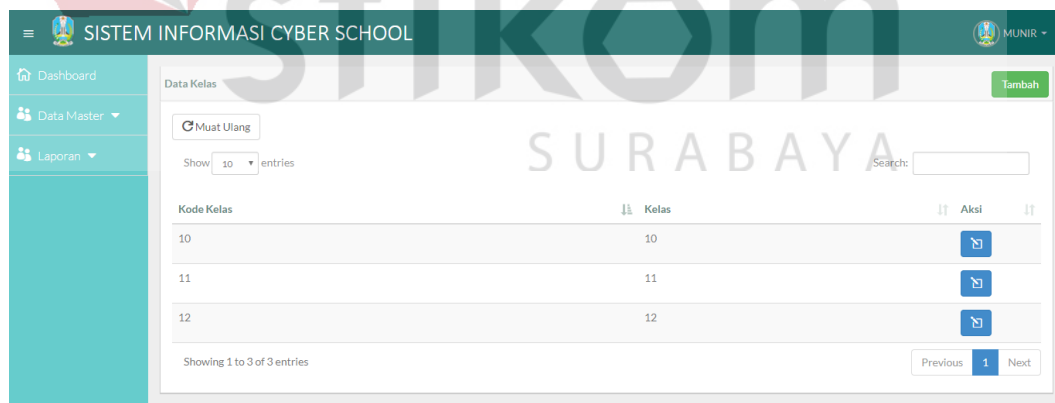 STIKOM
SURABAYA
SISTEM INFORMASI CYBER SCHOOL
MUNIR
Dashboard
Data Master
Laporan
Data Kelas
Tambah
Muat Ulang
Show 10 entries
Search:
Kode Kelas Kelas Aksi
10 10
11 11
12 12
Showing 1 to 3 of 3 entries
Previous 1 Next